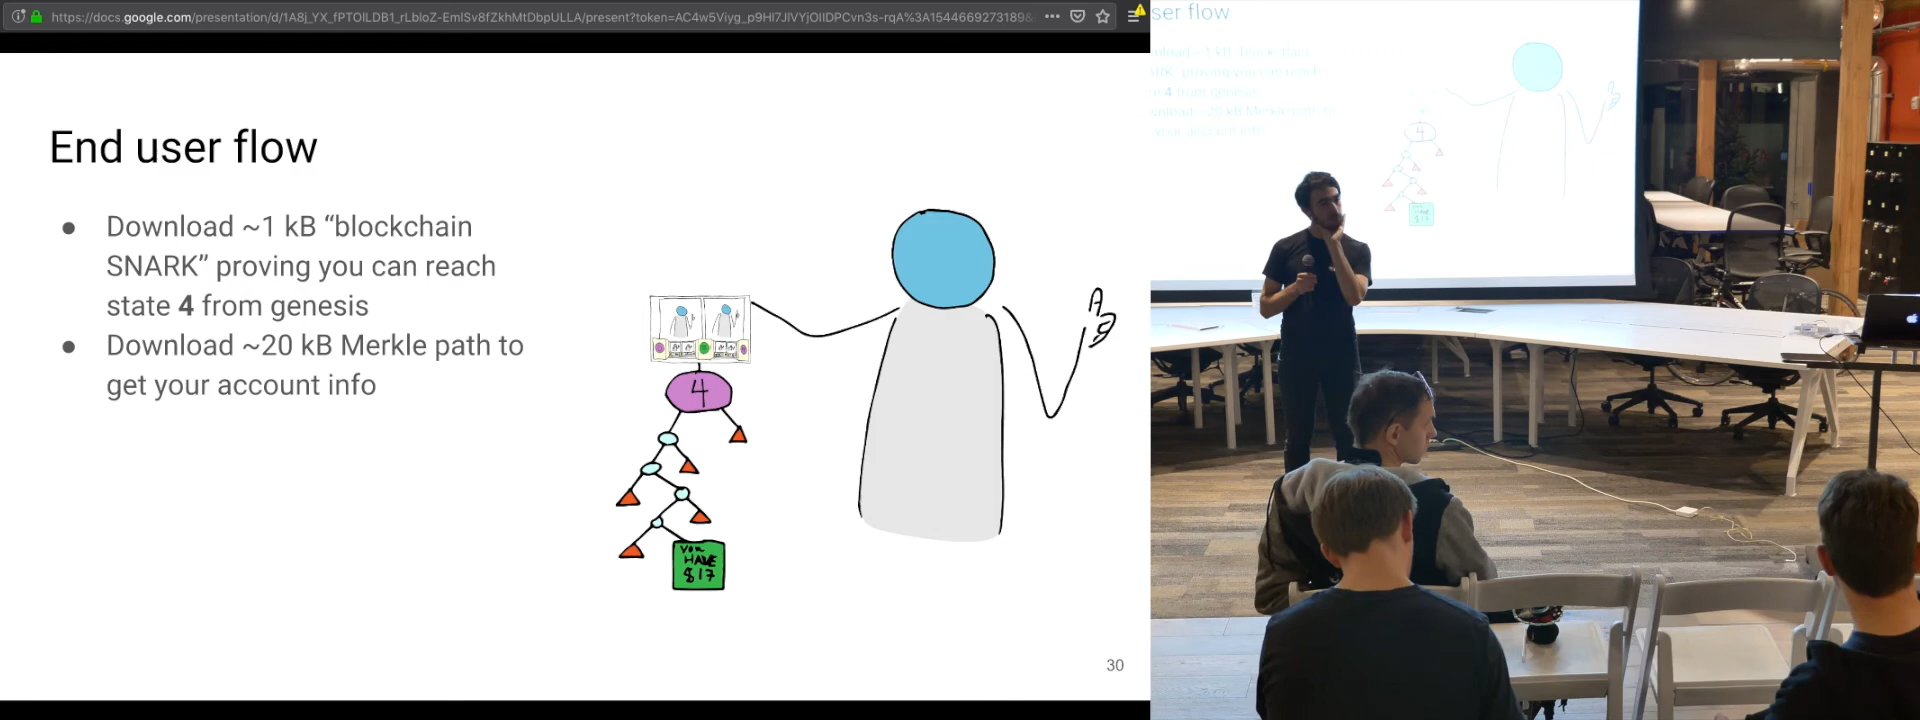 https://docs.google.com/presentation/d/1A8j_YX_fPTOILDB1_rLbloZ-EmlSv8fZkhMtDbpULLA/present?token=AC4w5Viyg_p9Hl7JlVYjOIIDPCvn3s-rqA%3A1544669273189&
End user flow
● Download ~1 kB “blockchain
SNARK” proving you can reach
state 4 from genesis
● Download ~20 kB Merkle path to
get your account info
4
You
HAVE
$17
30
ser flow
4